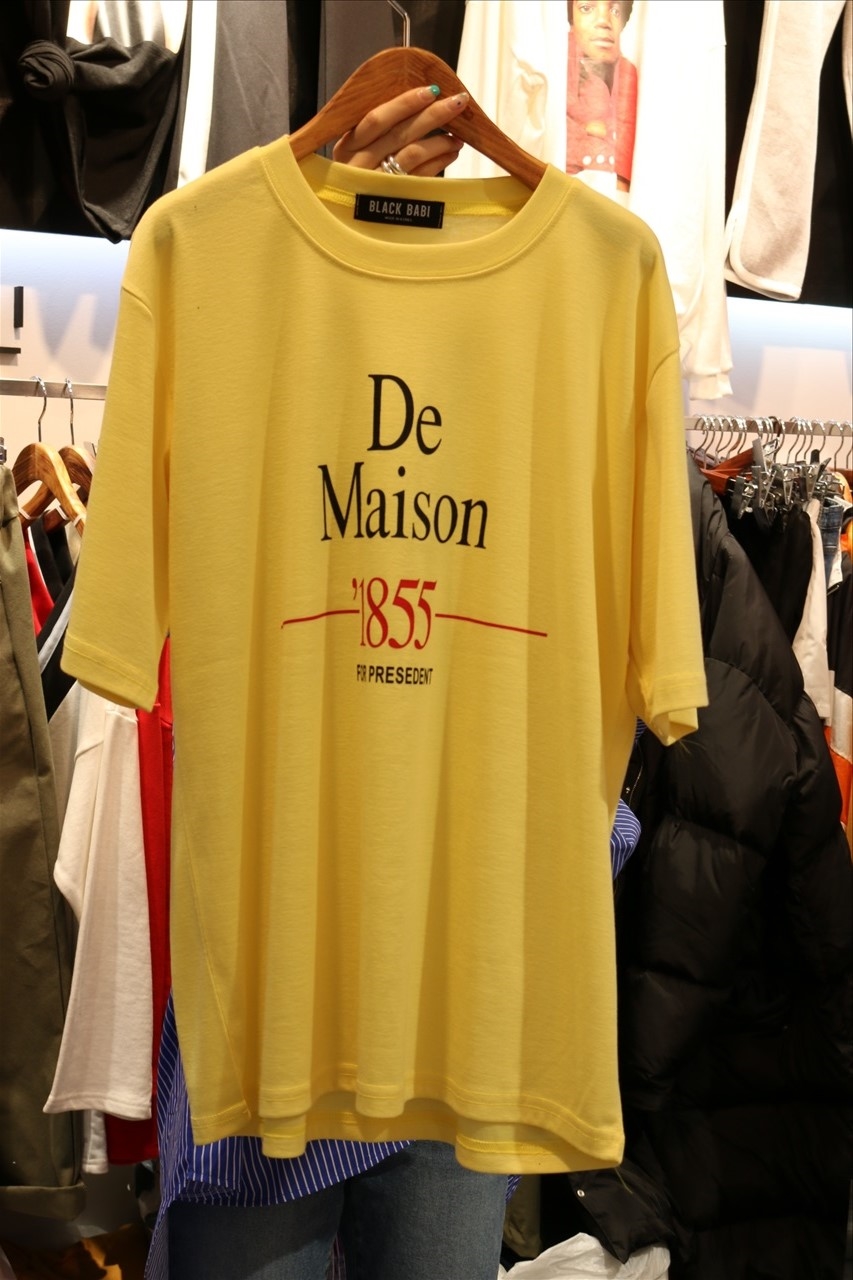 BLACK BABI
De
Maison
'1855
FOR PRESEDENT